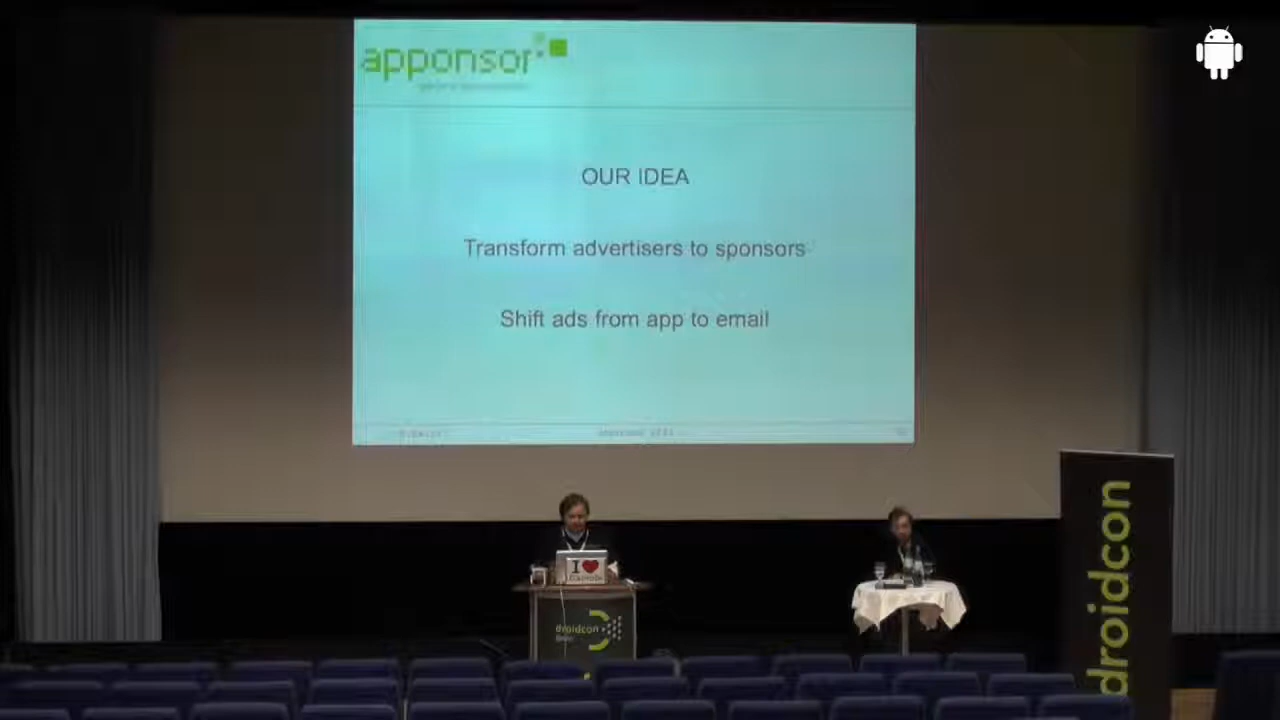 apponsor
OUR IDEA
Transform advertisers to sponsors
Shift ads from app to email
I
droidcon
droidcon